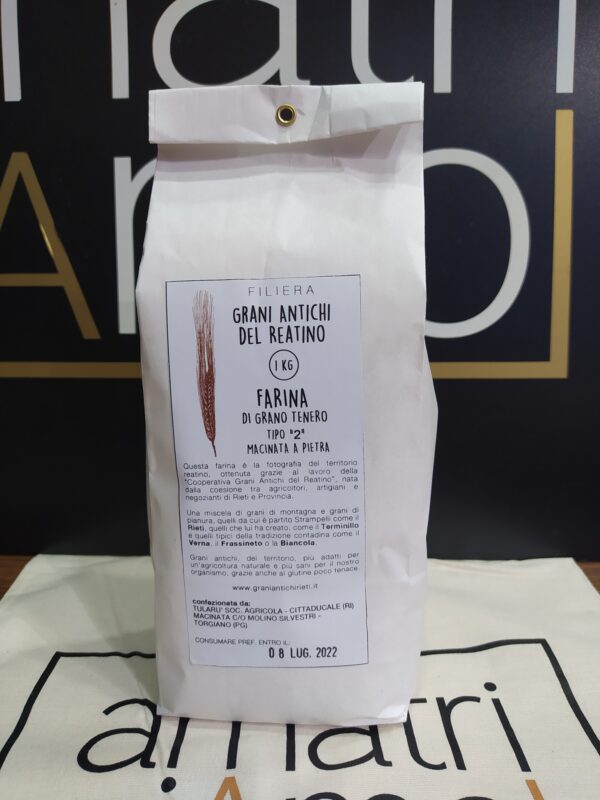 matri
Amo
FILIERA
GRANI ANTICHI
DEL REATINO
1 KG
FARINA
DI GRANO TENERO
TIPO "2"
MACINATA A PIETRA
Questa farina è la fotografia del territorio
reatino, ottenuta grazie al lavoro della
"Cooperativa Grani Antichi del Reatino", nata
dalla coesione tra agricoltori, artigiani e
negozianti di Rieti e Provincia.
Una miscela di grani di montagna e grani di
pianura, quelli da cui è partito Strampelli come il
Rieti, quelli che lui ha creato, come il Terminillo
e quelli tipici della tradizione contadina come il
Verna, il Frassineto o la Biancola.
Grani antichi, del territorio, più adatti per
un'agricoltura naturale e più sani per il nostro
organismo, grazie anche al glutine poco tenace.
www.graniantichirieti.it
confezionata da:
TULARU' SOC. AGRICOLA - CITTADUCALE (RI)
MACINATA C/O MOLINO SILVESTRI -
TORGIANO (PG)
CONSUMARE PREF. ENTRO IL:
08 LUG. 2022
amatri